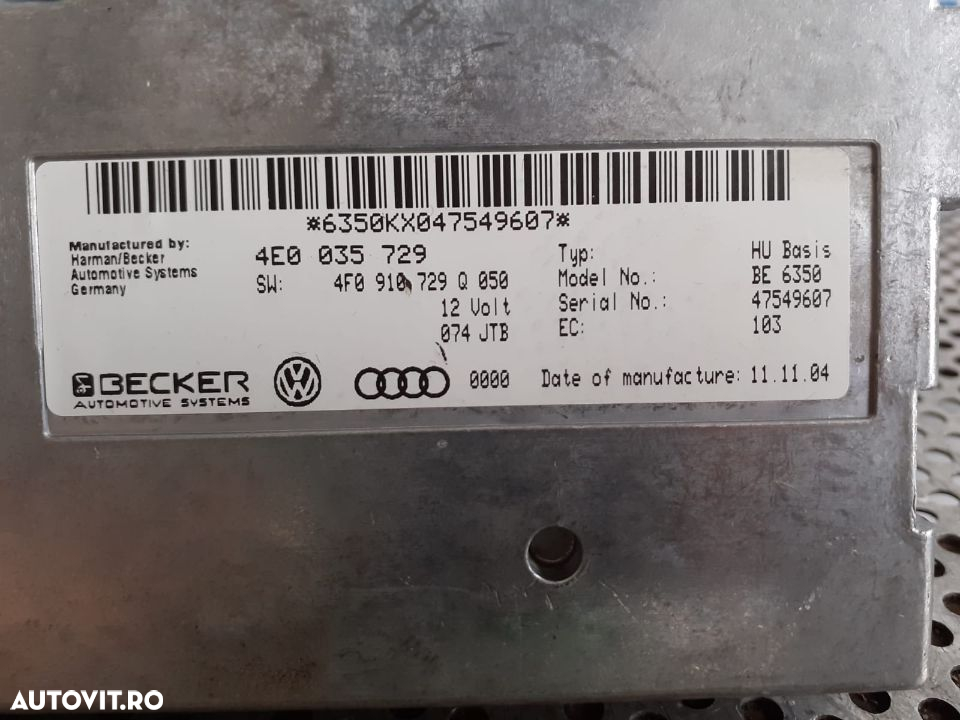 *6350KX047549607*
Manufactured by:
Harman/Becker
Automotive Systems
Germany
4E0 035 729
SW: 4F0 910 729 Q 050
12 Volt
074 JTB
Typ: HU Basis
Model No.: BE 6350
Serial No.: 47549607
EC: 103
BECKER
AUTOMOTIVE SYSTEMS
0000
Date of manufacture: 11.11.04
AUTOVIT.RO